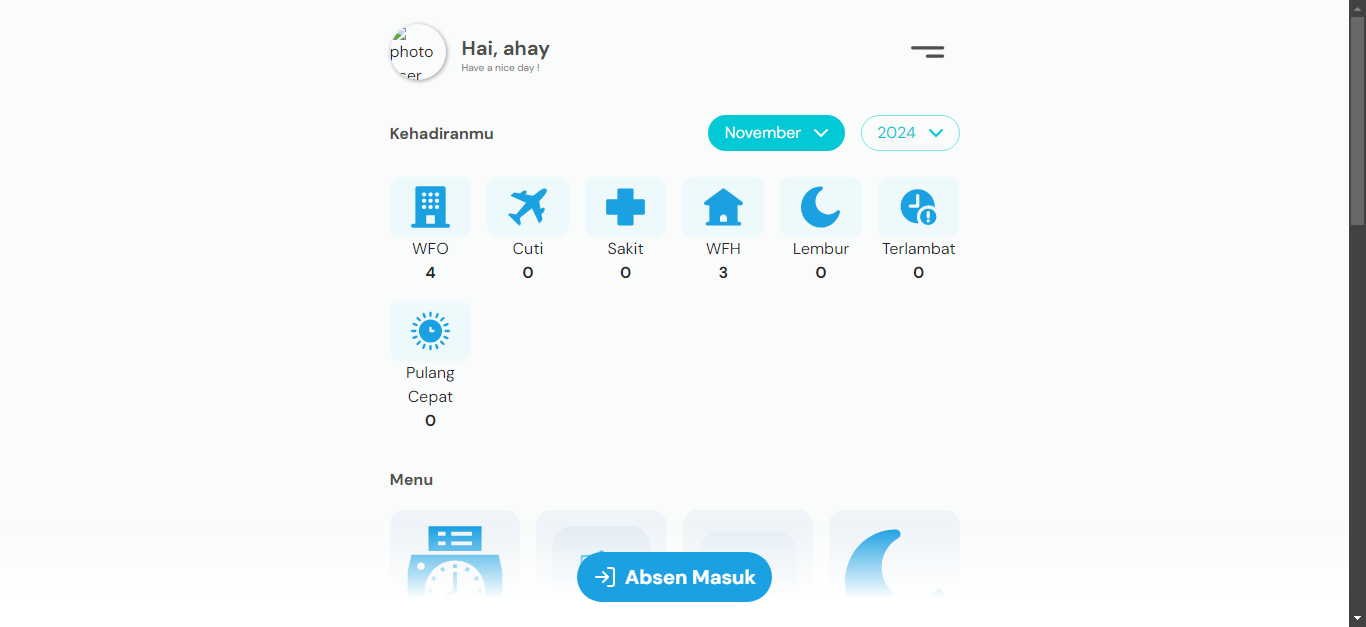 photo
Hai, ahay
Have a nice day !
Kehadiranmu
November
2024
WFO
4
Cuti
0
Sakit
0
WFH
3
Lembur
0
Terlambat
0
Pulang
Cepat
0
Menu
Absen Masuk